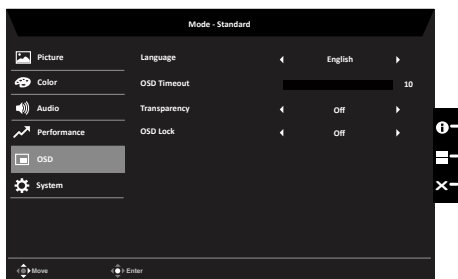 Mode - Standard
Picture
Language
English
Color
OSD Timeout
10
Audio
Transparency
Off
Performance
OSD Lock
Off
OSD
System
Move
Enter